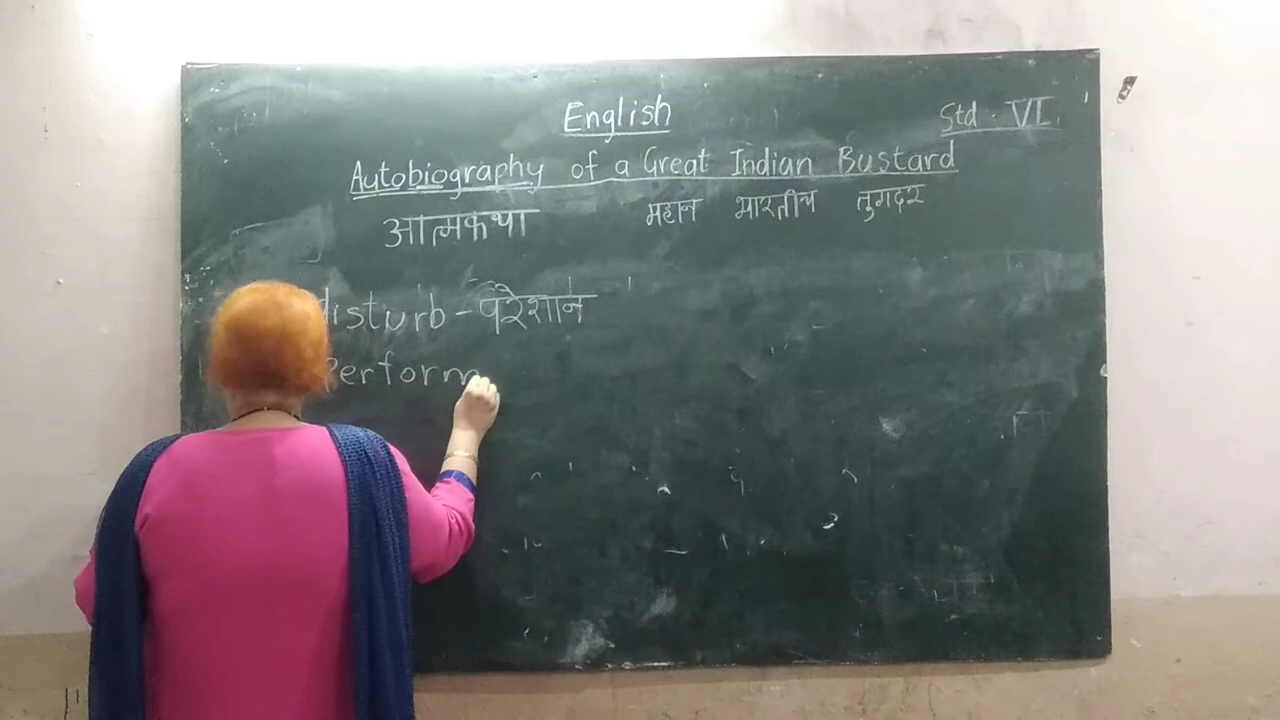 English
Std. VI.
Autobiography of a Great Indian Bustard
आत्मकथा महान भारतीय तुगदर
disturb - परेशान
Perform